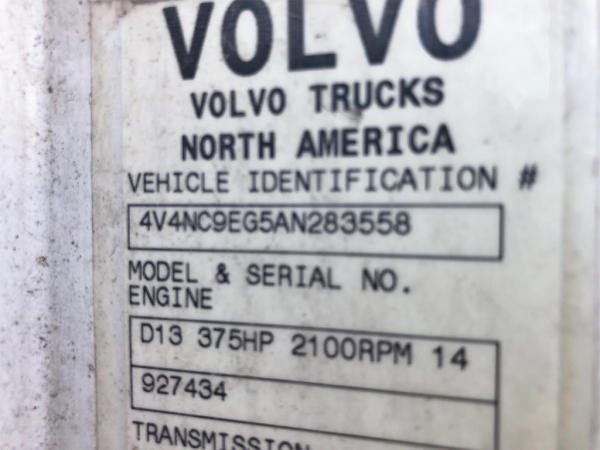 VOLVO
VOLVO TRUCKS
NORTH AMERICA
VEHICLE IDENTIFICATION #
4V4NC9EG5AN283558
MODEL & SERIAL NO.
ENGINE
D13 375HP 2100RPM 14
927434
TRANSMISSION